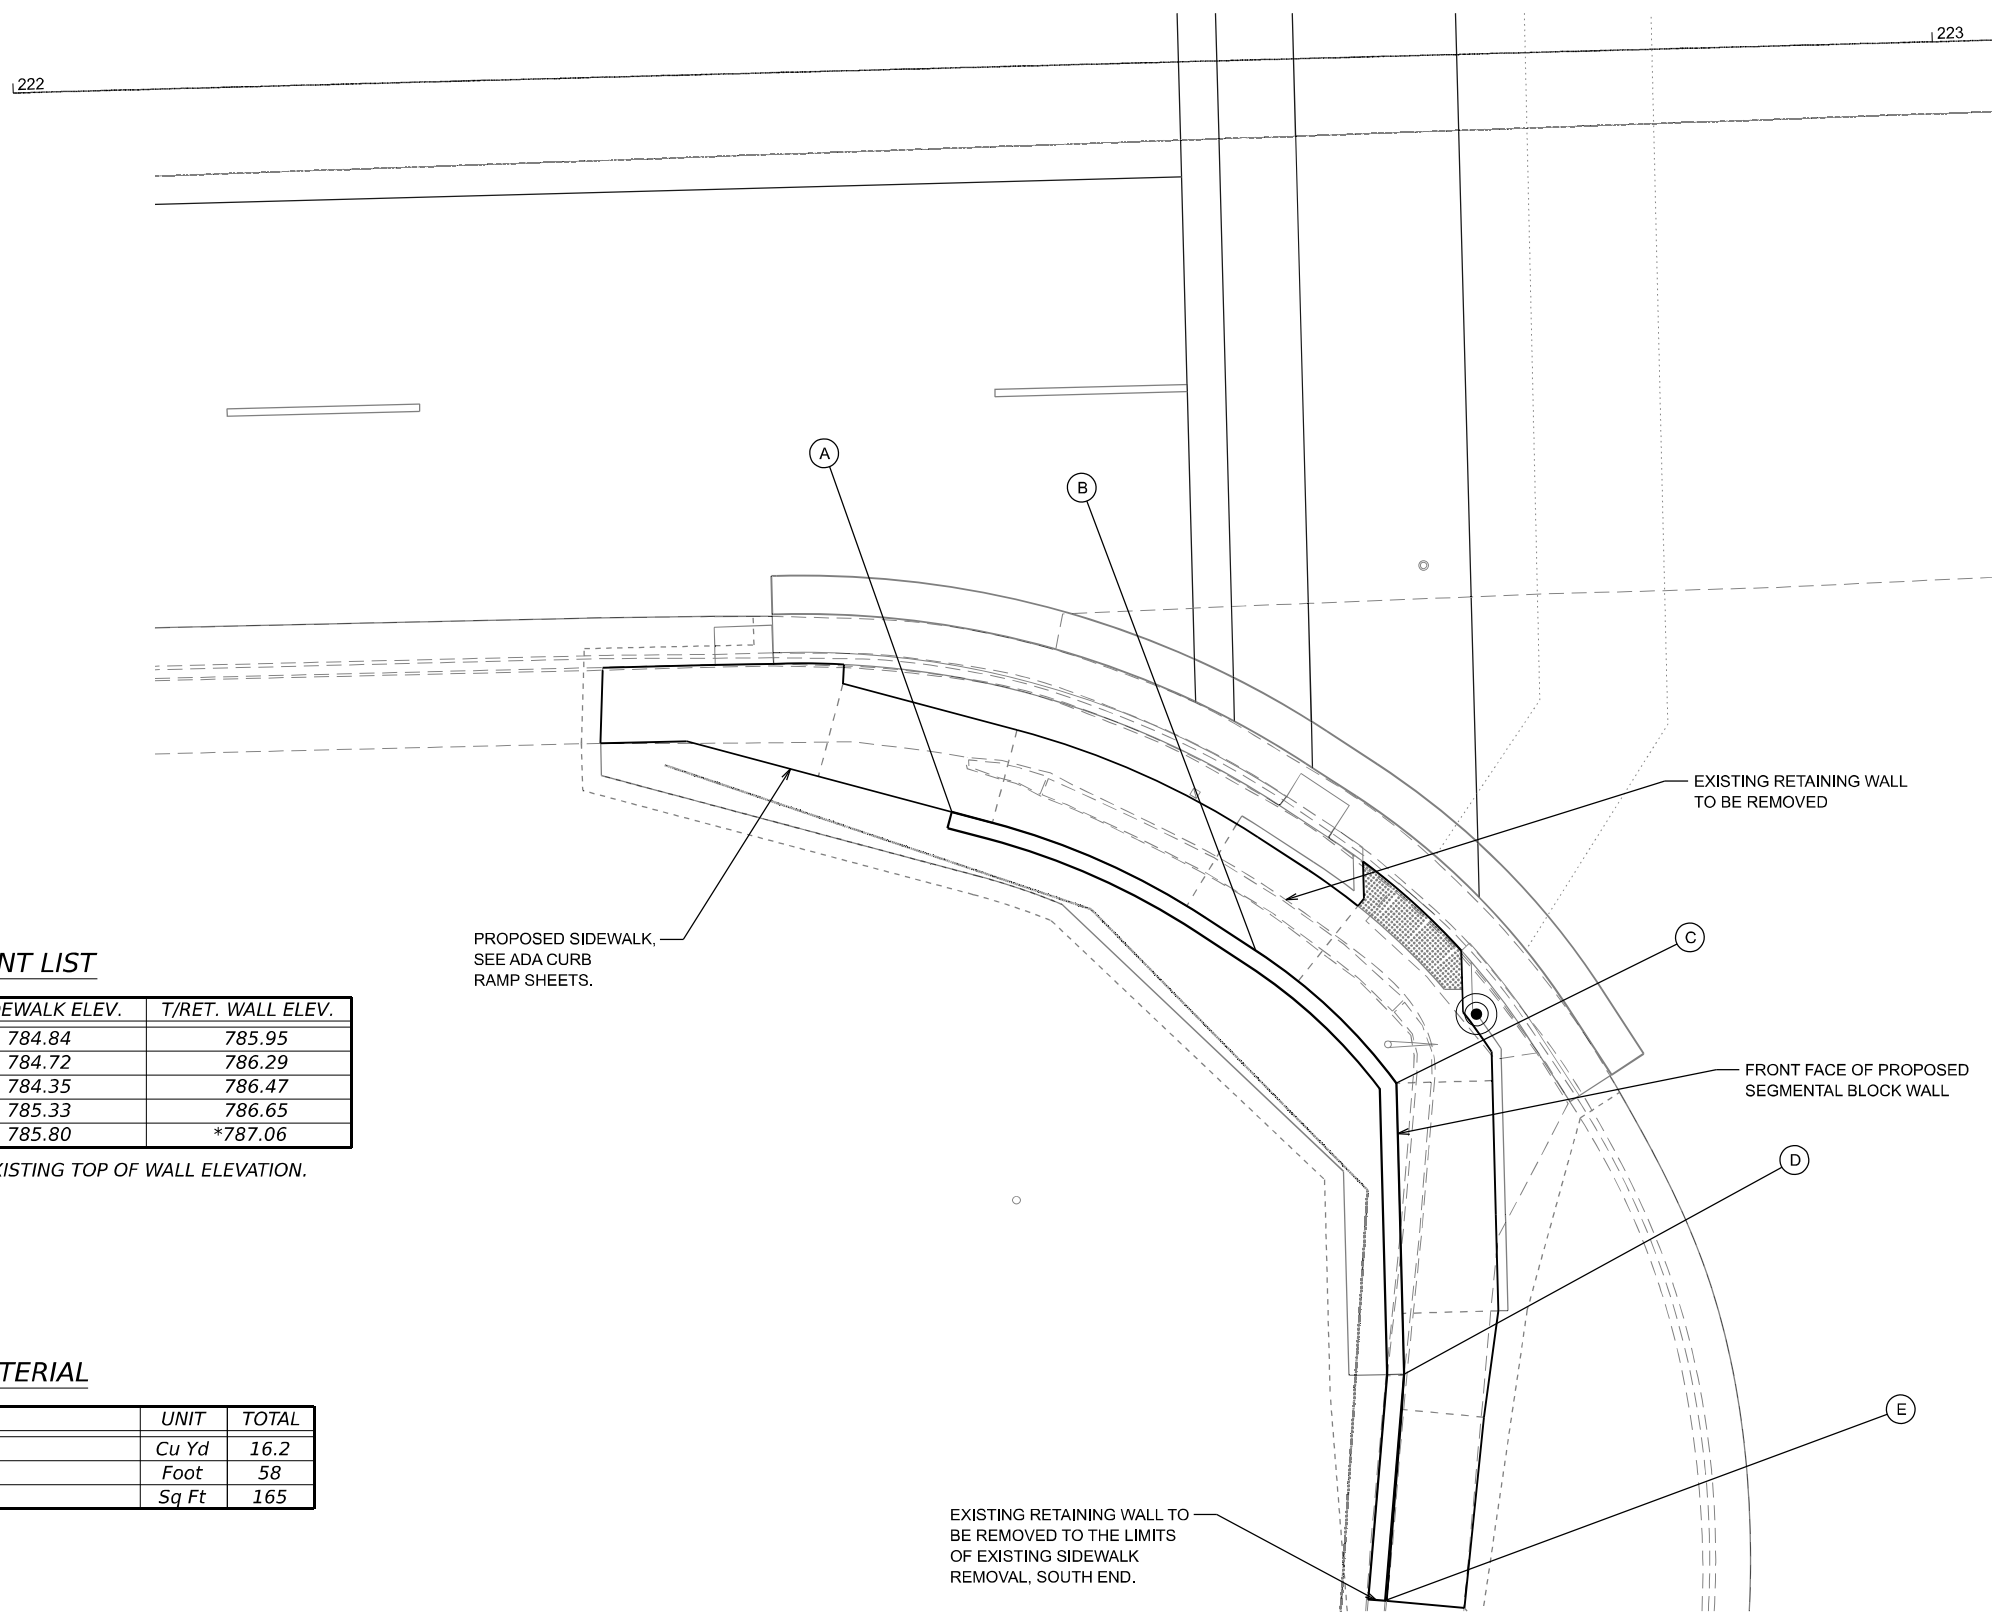 222
223
A
B
EXISTING RETAINING WALL
TO BE REMOVED
PROPOSED SIDEWALK,
SEE ADA CURB
RAMP SHEETS.
C
NT LIST
EWALK ELEV. T/RET. WALL ELEV.
784.84 785.95
784.72 786.29
784.35 786.47
785.33 786.65
785.80 *787.06
XISTING TOP OF WALL ELEVATION.
FRONT FACE OF PROPOSED
SEGMENTAL BLOCK WALL
D
TERIAL
UNIT TOTAL
Cu Yd 16.2
Foot 58
Sq Ft 165
E
EXISTING RETAINING WALL TO
BE REMOVED TO THE LIMITS
OF EXISTING SIDEWALK
REMOVAL, SOUTH END.